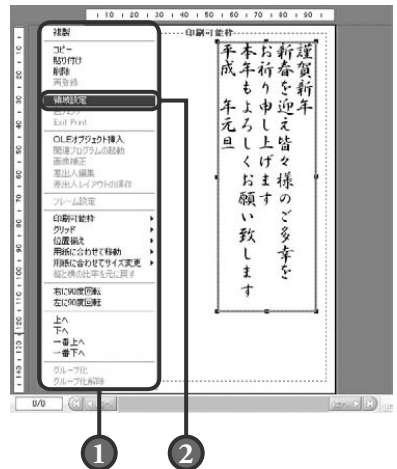 10 20 30 40 50 60 70 80 90
印刷可能枠
複製
コピー
貼り付け
削除
再登録
領域設定
Exif Print
OLEオブジェクト挿入
関連プログラムの起動
画像補正
差出人編集
差出人レイアウトの保存
フレーム設定
印刷可能枠
グリッド
位置揃え
用紙に合わせて移動
用紙に合わせてサイズ変更
縦と横の比率を元に戻す
右に90度回転
左に90度回転
上へ
下へ
一番上へ
一番下へ
グループ化
グループ化解除
謹賀新年
新春を迎え皆々様のご多幸を
お祈り申し上げます
本年もよろしくお願い致します
平成 年元旦
0/0
1
2